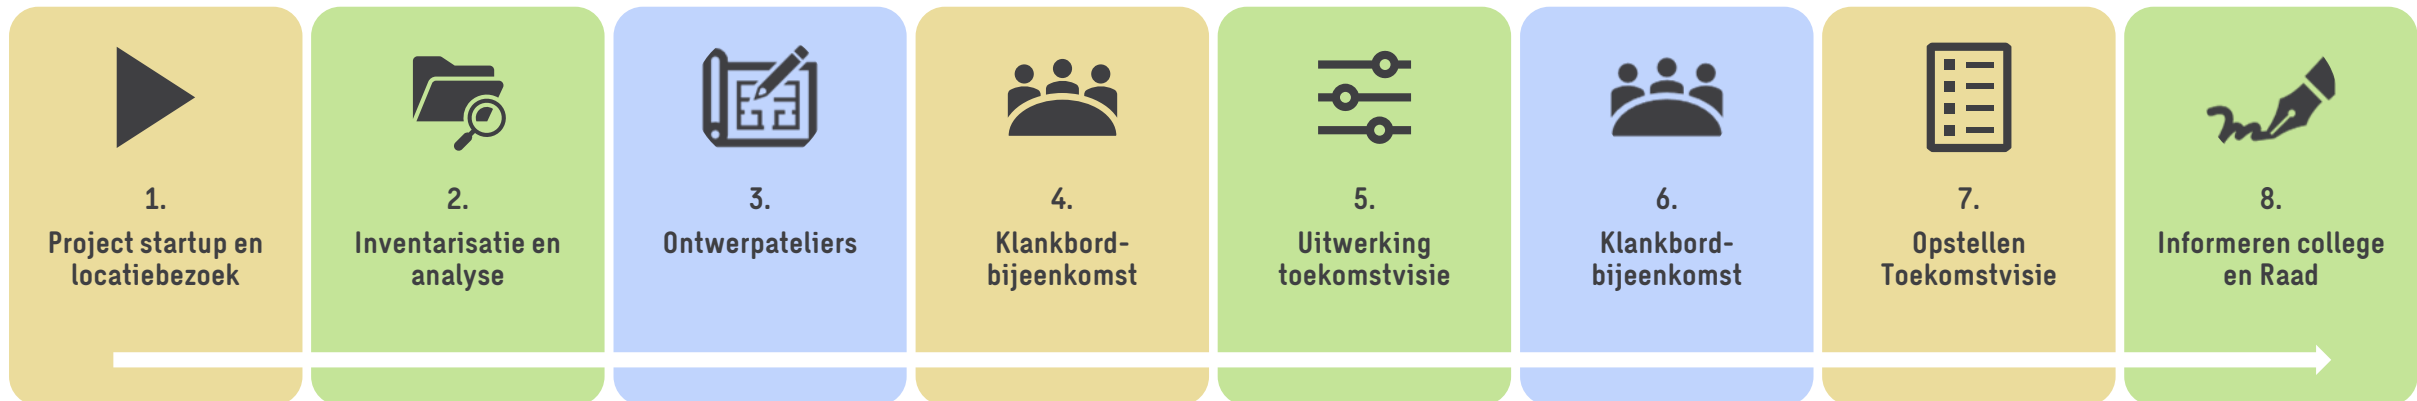 1.
Project startup en
locatiebezoek
2.
Inventarisatie en
analyse
3.
Ontwerpateliers
4.
Klankbord-
bijeenkomst
5.
Uitwerking
toekomstvisie
6.
Klankbord-
bijeenkomst
7.
Opstellen
Toekomstvisie
8.
Informeren college
en Raad